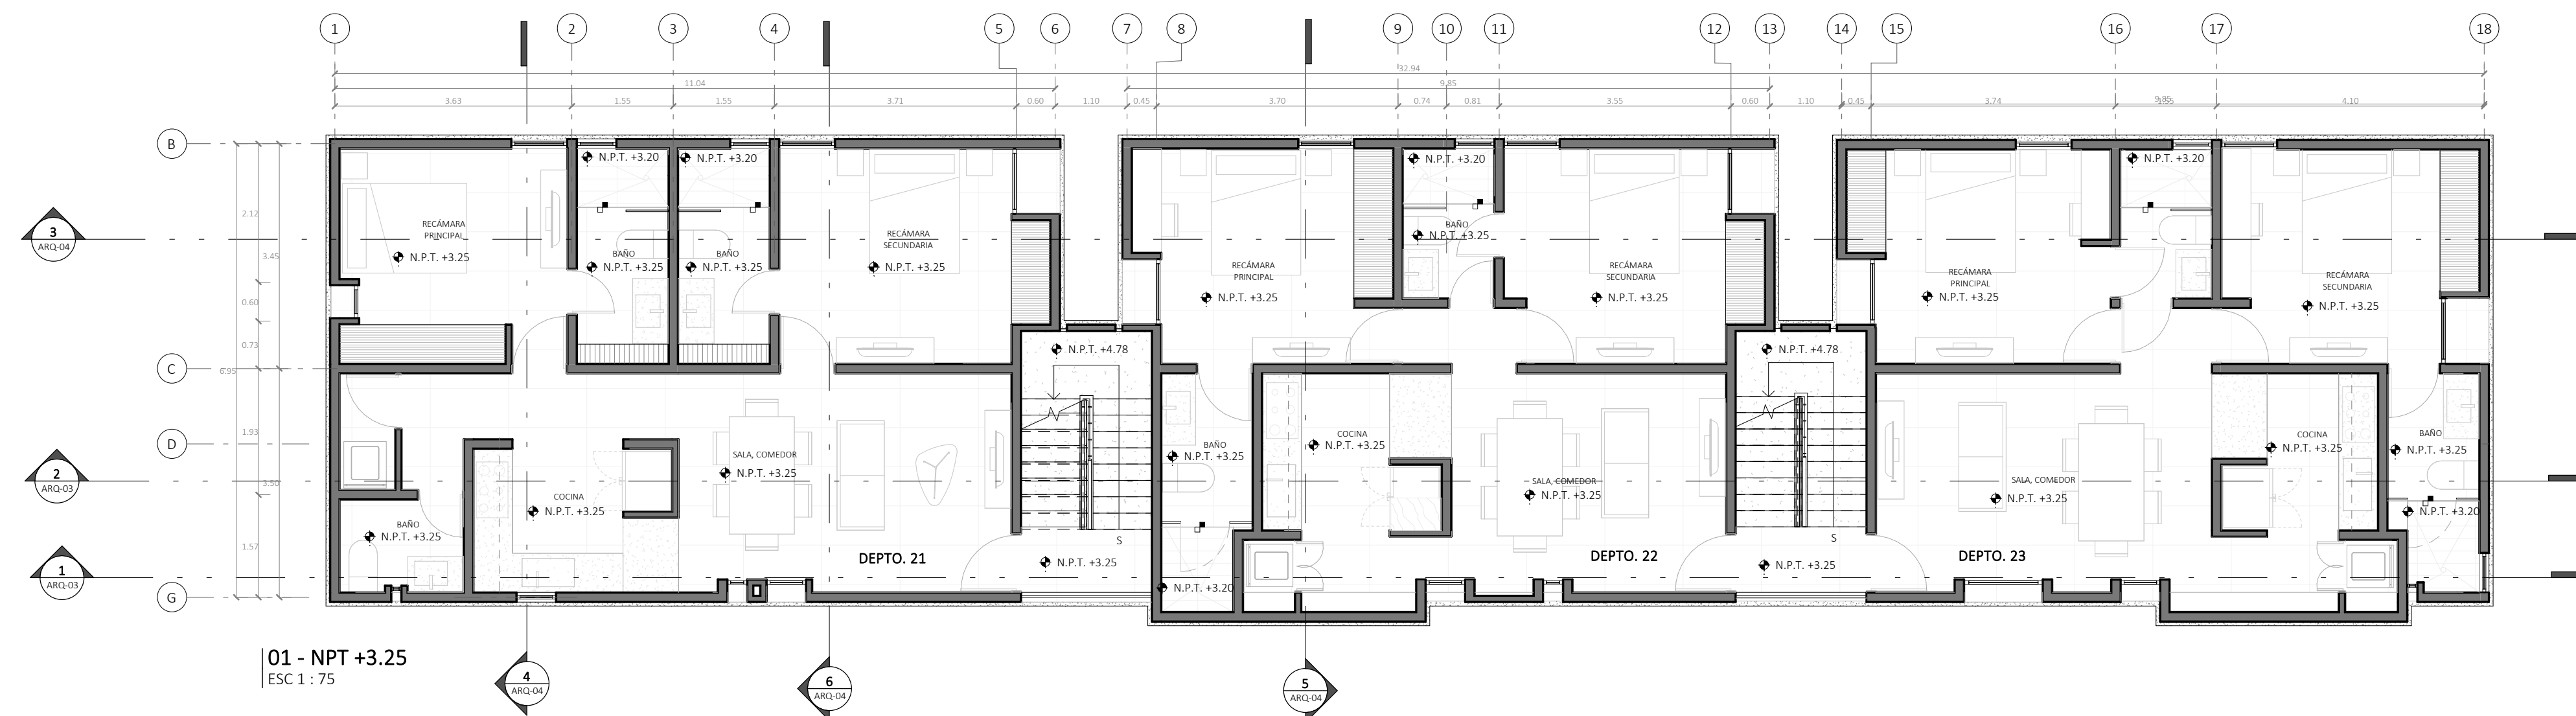 1 2 3 4 5 6 7 8 9 10 11 12 13 14 15 16 17 18
32.94
11.04 9.85
3.63 1.55 1.55 3.71 0.60 1.10 0.45 3.70 0.74 0.81 3.55 0.60 1.10 0.45 3.74 4.10
B
N.P.T. +3.20 N.P.T. +3.20 N.P.T. +3.20 N.P.T. +3.20
2.12
3
ARQ-04
3.45
0.60
0.73
RECÁMARA
PRINCIPAL
N.P.T. +3.25
BAÑO
N.P.T. +3.25
BAÑO
N.P.T. +3.25
RECÁMARA
SECUNDARIA
N.P.T. +3.25
RECÁMARA
PRINCIPAL
N.P.T. +3.25
BAÑO
N.P.T. +3.25
RECÁMARA
SECUNDARIA
N.P.T. +3.25
RECÁMARA
PRINCIPAL
N.P.T. +3.25
RECÁMARA
SECUNDARIA
N.P.T. +3.25
N.P.T. +4.78
N.P.T. +4.78
C
6.95
1.93
D
2
ARQ-03
3.50
1.57
1
ARQ-03
G
BAÑO
N.P.T. +3.25
COCINA
N.P.T. +3.25
SALA, COMEDOR
N.P.T. +3.25
DEPTO. 21
S
N.P.T. +3.25
BAÑO
N.P.T. +3.25
N.P.T. +3.20
COCINA
N.P.T. +3.25
SALA, COMEDOR
N.P.T. +3.25
DEPTO. 22
S
N.P.T. +3.25
DEPTO. 23
SALA, COMEDOR
N.P.T. +3.25
COCINA
N.P.T. +3.25
BAÑO
N.P.T. +3.25
N.P.T. +3.20
01 - NPT +3.25
ESC 1 : 75
4
ARQ-04
6
ARQ-04
5
ARQ-04